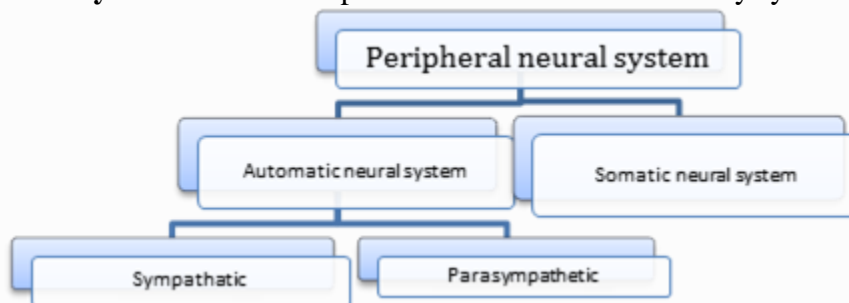 Peripheral neural system
Automatic neural system
Somatic neural system
Sympathatic
Parasympathetic